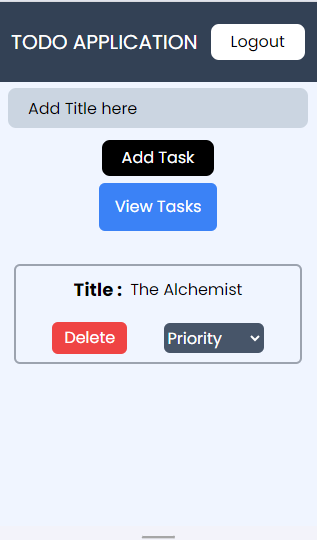 TODO APPLICATION Logout
Add Title here
Add Task
View Tasks
Title : The Alchemist
Delete Priority